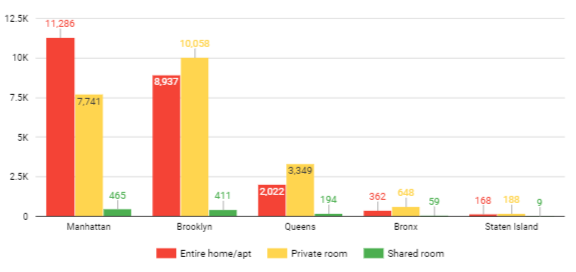 12.5K
11,286
10K
10,058
8,937
7.5K
7,741
5K
2.5K
3,349
2,022
465
411
194
362
648
59
168
188
9
0
Manhattan Brooklyn Queens Bronx Staten Island
Entire home/apt Private room Shared room